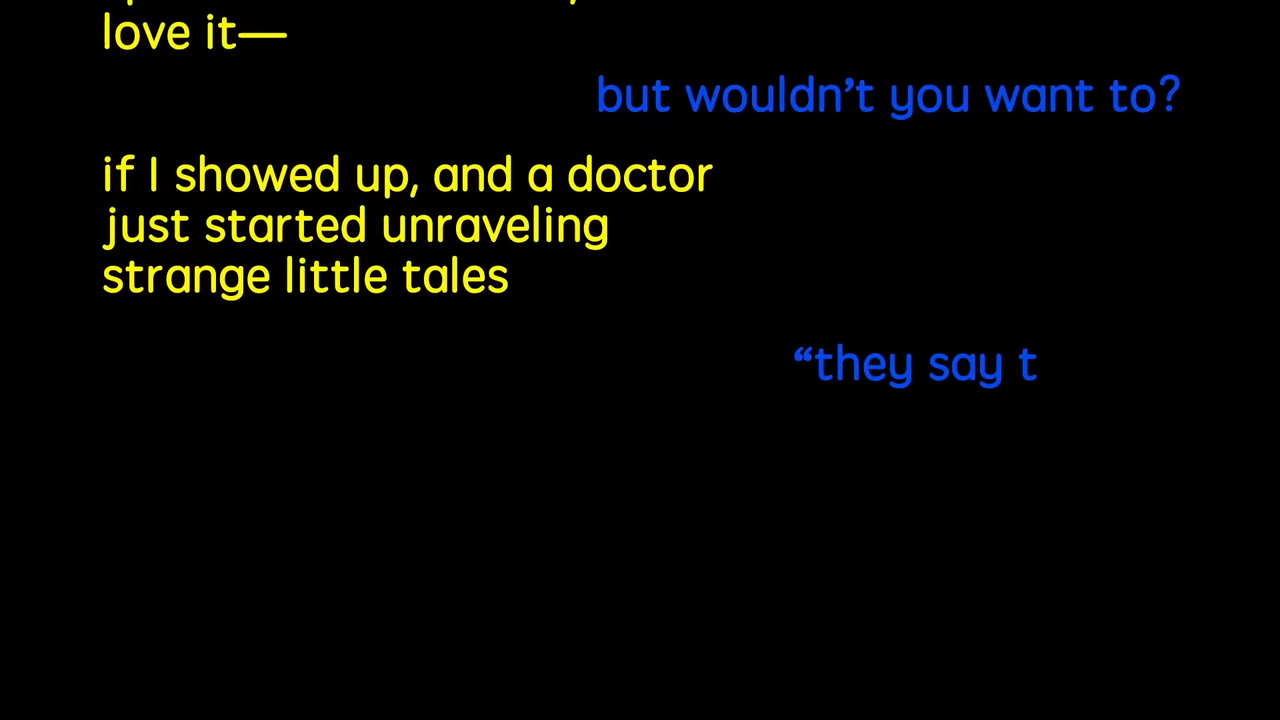 love it—
but wouldn’t you want to?
if I showed up, and a doctor
just started unraveling
strange little tales
“they say t